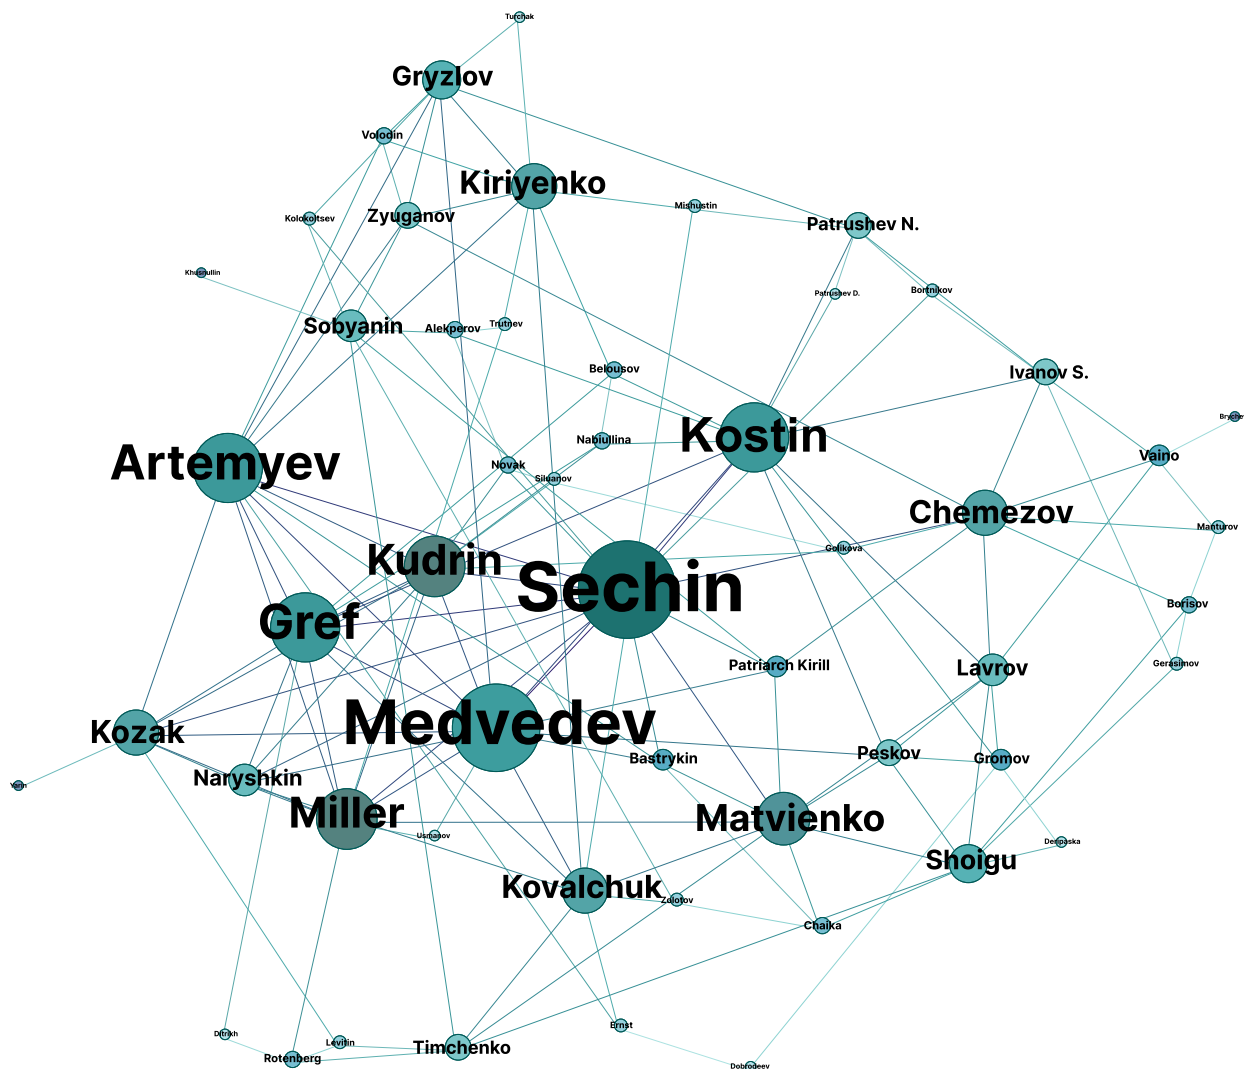 Turchak
Gryzlov
Volodin
Kiriyenko
Mishustin
Kolokoltsev
Zyuganov
Patrushev N.
Khusnullin
Patrushev D.
Bortnikov
Sobyanin
Alekperov
Trutnev
Belousov
Ivanov S.
Kostin
Nabiullina
Vaino
Artemyev
Novak
Siluanov
Chemezov
Manturov
Golikova
Kudrin
Sechin
Borisov
Gref
Patriarch Kirill
Lavrov
Gerasimov
Kozak
Medvedev
Bastrykin
Peskov
Gromov
Yarin
Naryshkin
Miller
Usmanov
Matvienko
Deripaska
Shoigu
Kovalchuk
Zolotov
Chaika
Ernst
Ditrikh
Levitin
Rotenberg
Timchenko
Dobrodeev